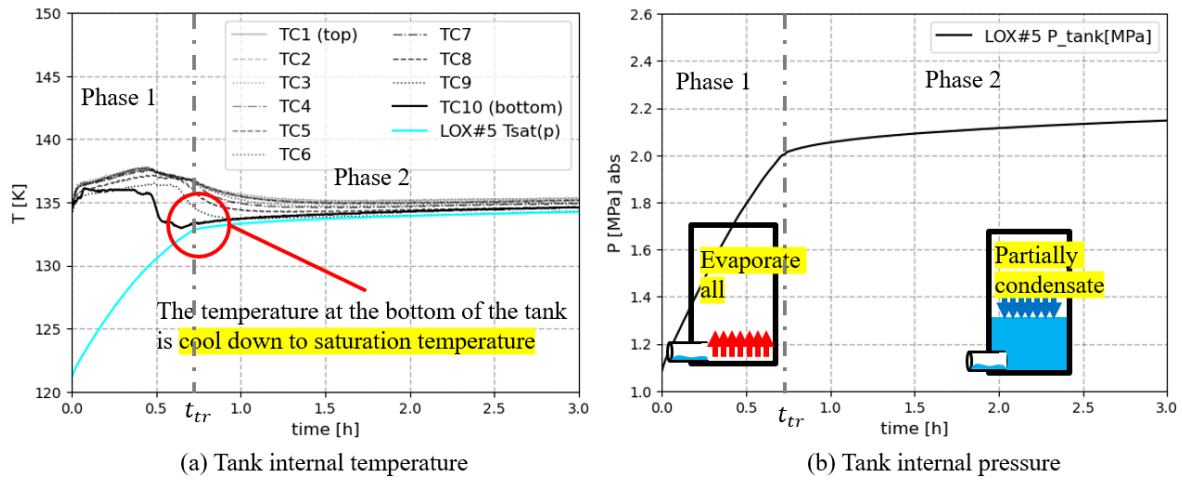 150
145
140
135
130
125
120
T [K]
TC1 (top)
TC2
TC3
TC4
TC5
TC6
TC7
TC8
TC9
TC10 (bottom)
LOX#5 Tsat(p)
Phase 1
Phase 2
The temperature at the bottom of the tank
is cool down to saturation temperature
0.0 0.5 1.0 1.5 2.0 2.5 3.0
t_tr
time [h]
(a) Tank internal temperature
2.6
2.4
2.2
2.0
1.8
1.6
1.4
1.2
1.0
P [MPa] abs
LOX#5 P_tank[MPa]
Phase 1
Phase 2
Evaporate
all
Partially
condensate
0.0 0.5 1.0 1.5 2.0 2.5 3.0
t_tr
time [h]
(b) Tank internal pressure